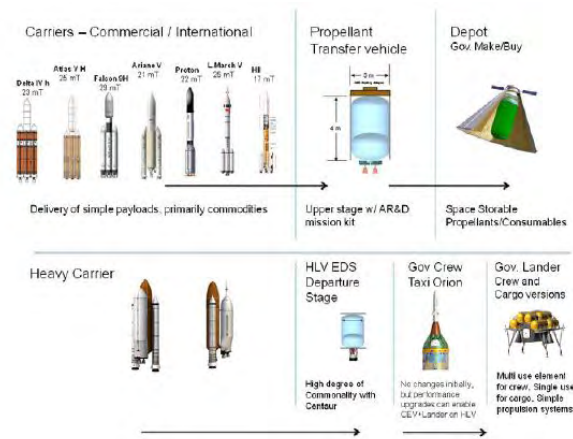 Carriers – Commercial / International
Delta IV h
23 mT
Atlas V H
25 mT
Falcon 9H
29 mT
Ariane V
21 mT
Proton
22 mT
L.March V
25 mT
HII
17 mT
Delivery of simple payloads, primarily commodities
Propellant
Transfer vehicle
3 m
4 m
Upper stage w/ AR&D
mission kit
Depot
Gov. Make/Buy
Space Storable
Propellants/Consumables
Heavy Carrier
HLV EDS
Departure
Stage
High degree of
Commonality with
Centaur
Gov Crew
Taxi Orion
No changes initially,
but performance
upgrades can enable
CEV+Lander on HLV
Gov. Lander
Crew and
Cargo versions
Multi use element
for crew, Single use
for cargo, Simple
propulsion systems